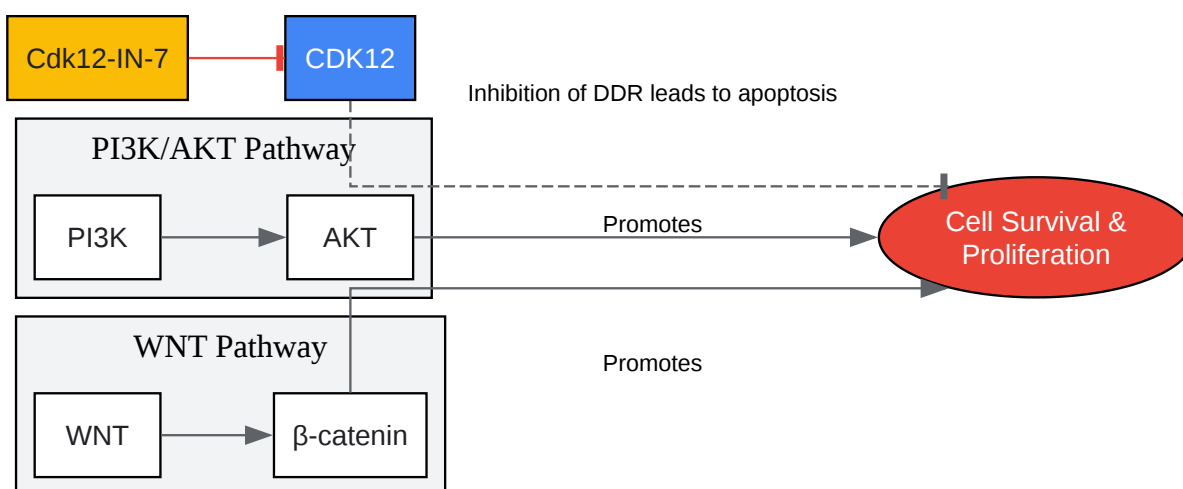 Cdk12-IN-7
CDK12
Inhibition of DDR leads to apoptosis
PI3K/AKT Pathway
PI3K
AKT
Promotes
Cell Survival &
Proliferation
WNT Pathway
Promotes
WNT
β-catenin